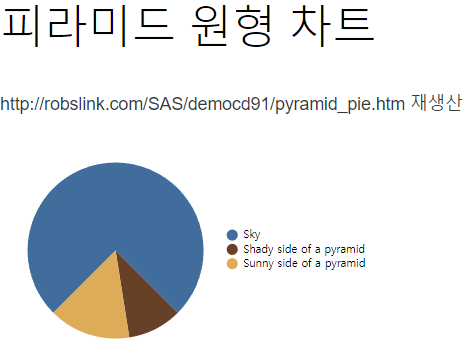 피라미드 원형 차트
http://robslink.com/SAS/democd91/pyramid_pie.htm 재생산
Sky
Shady side of a pyramid
Sunny side of a pyramid